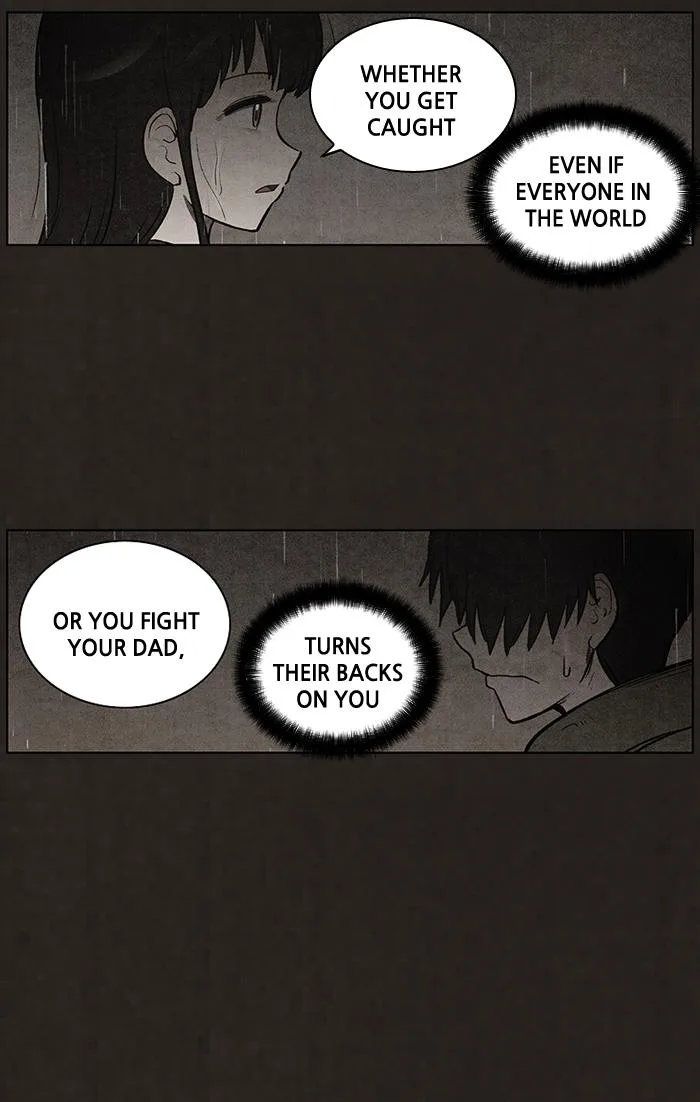 WHETHER
YOU GET
CAUGHT
EVEN IF
EVERYONE IN
THE WORLD
OR YOU FIGHT
YOUR DAD,
TURNS
THEIR BACKS
ON YOU